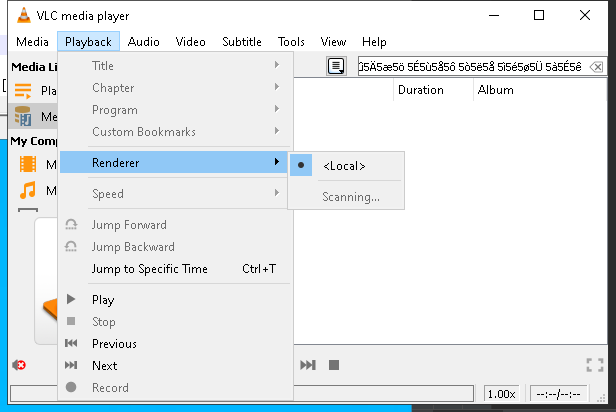 VLC media player
Media Playback Audio Video Subtitle Tools View Help
Media Li
Title
Duration Album
Pla
Chapter
Me
Program
Custom Bookmarks
My Comp
Renderer
<Local>
M
Scanning...
M
Speed
Jump Forward
Jump Backward
Jump to Specific Time Ctrl+T
Play
Stop
Previous
Next
Record
1.00x --:--/--:--